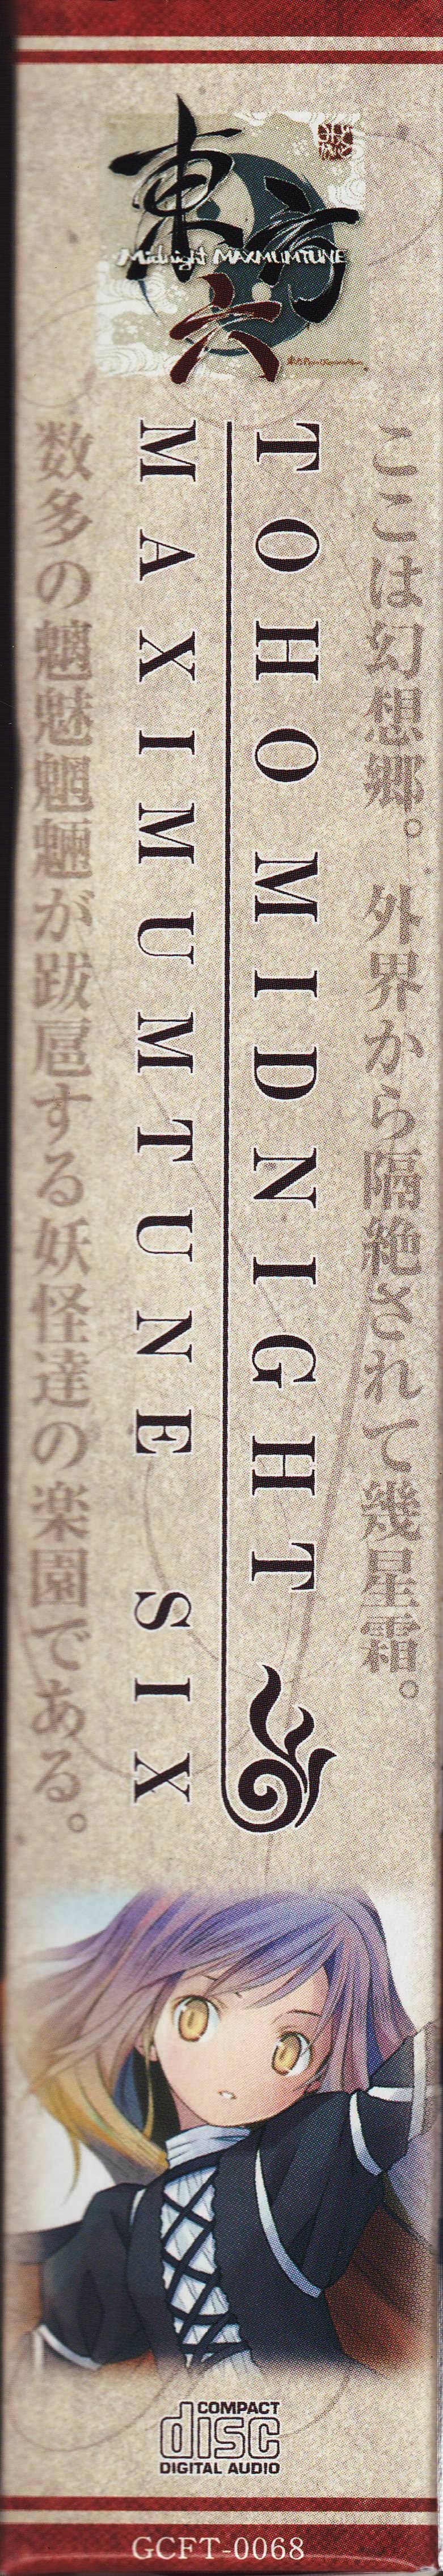 東方
Midnight MAXMUMTUNE
六
ここは幻想郷。外界から隔絶されて幾星霜。
TOHO MIDNIGHT
MAXIMUMTUNE SIX
数多の魑魅魍魎が跋扈する妖怪達の楽園である。
COMPACT
disc
DIGITAL AUDIO
GCFT-0068